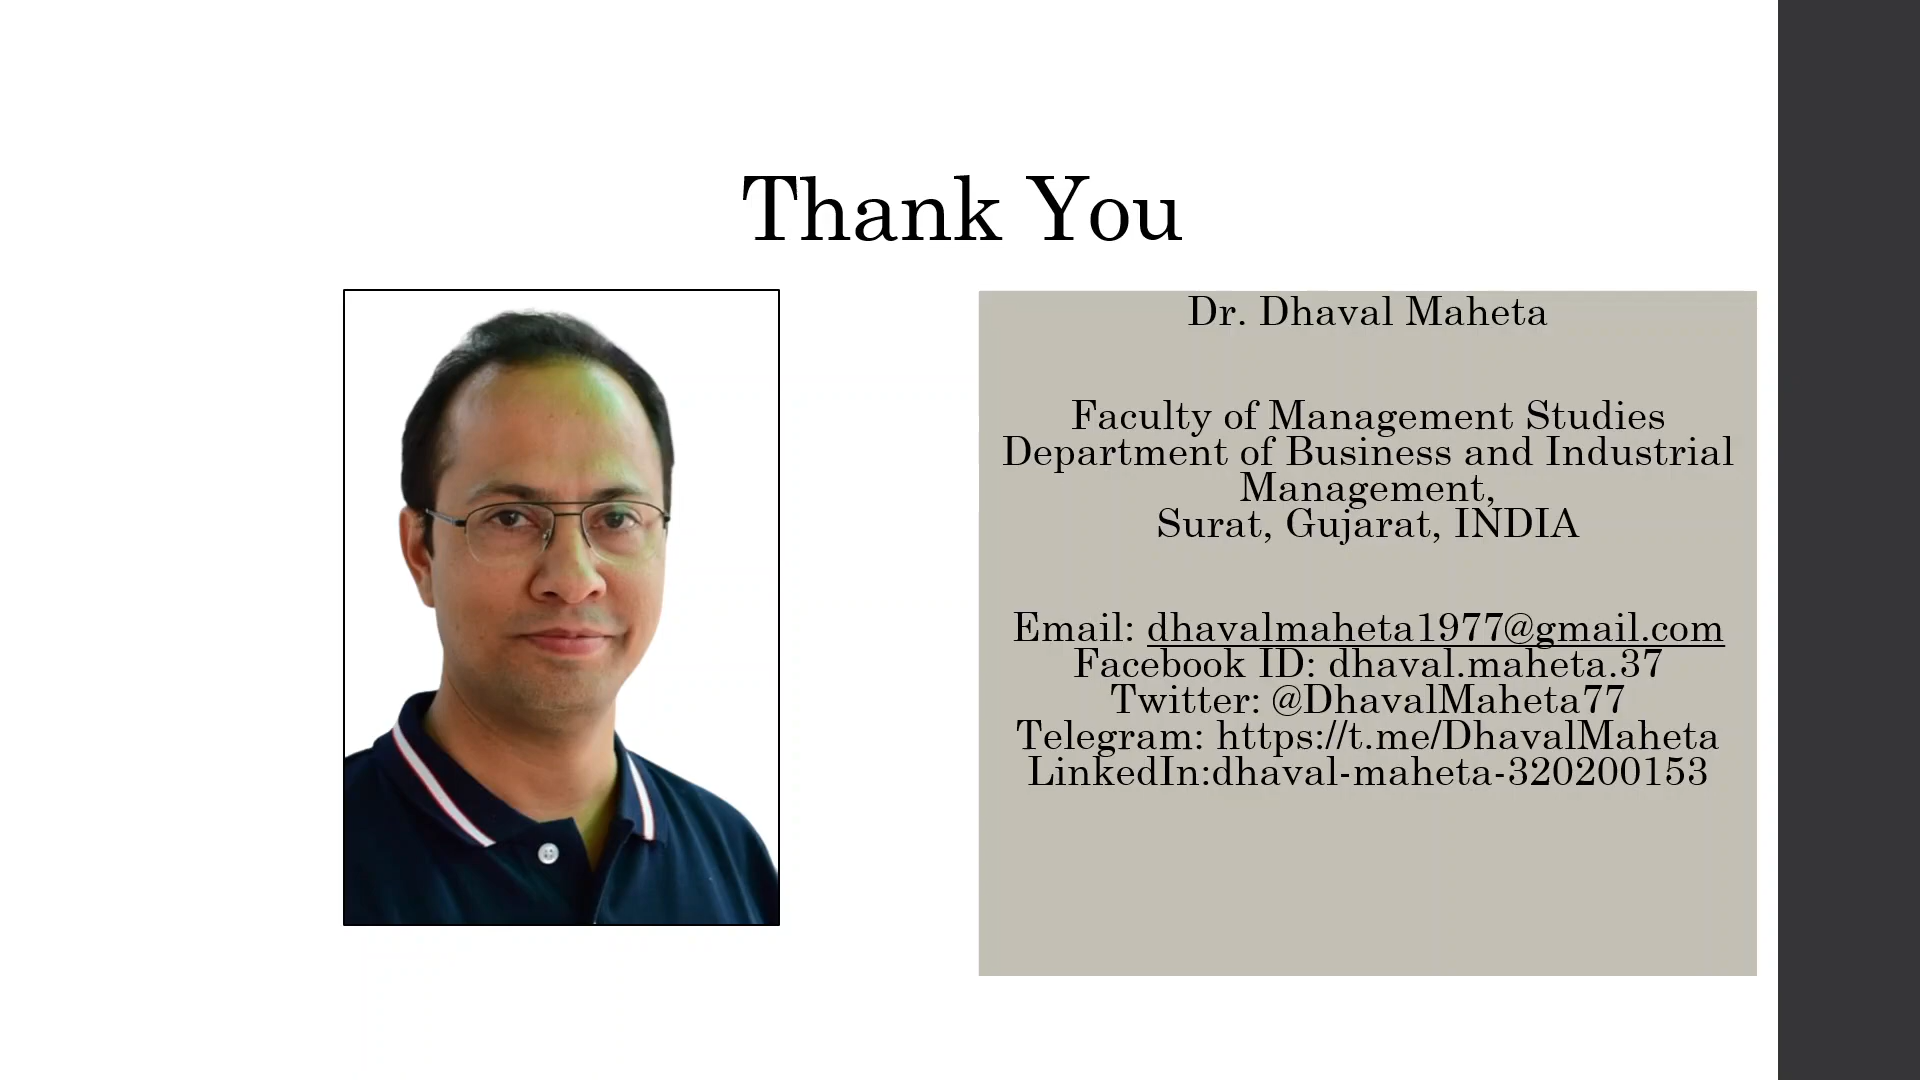 Thank You
Dr. Dhaval Maheta
Faculty of Management Studies
Department of Business and Industrial
Management,
Surat, Gujarat, INDIA
Email: dhavalmaheta1977@gmail.com
Facebook ID: dhaval.maheta.37
Twitter: @DhavalMaheta77
Telegram: https://t.me/DhavalMaheta
LinkedIn:dhaval-maheta-320200153